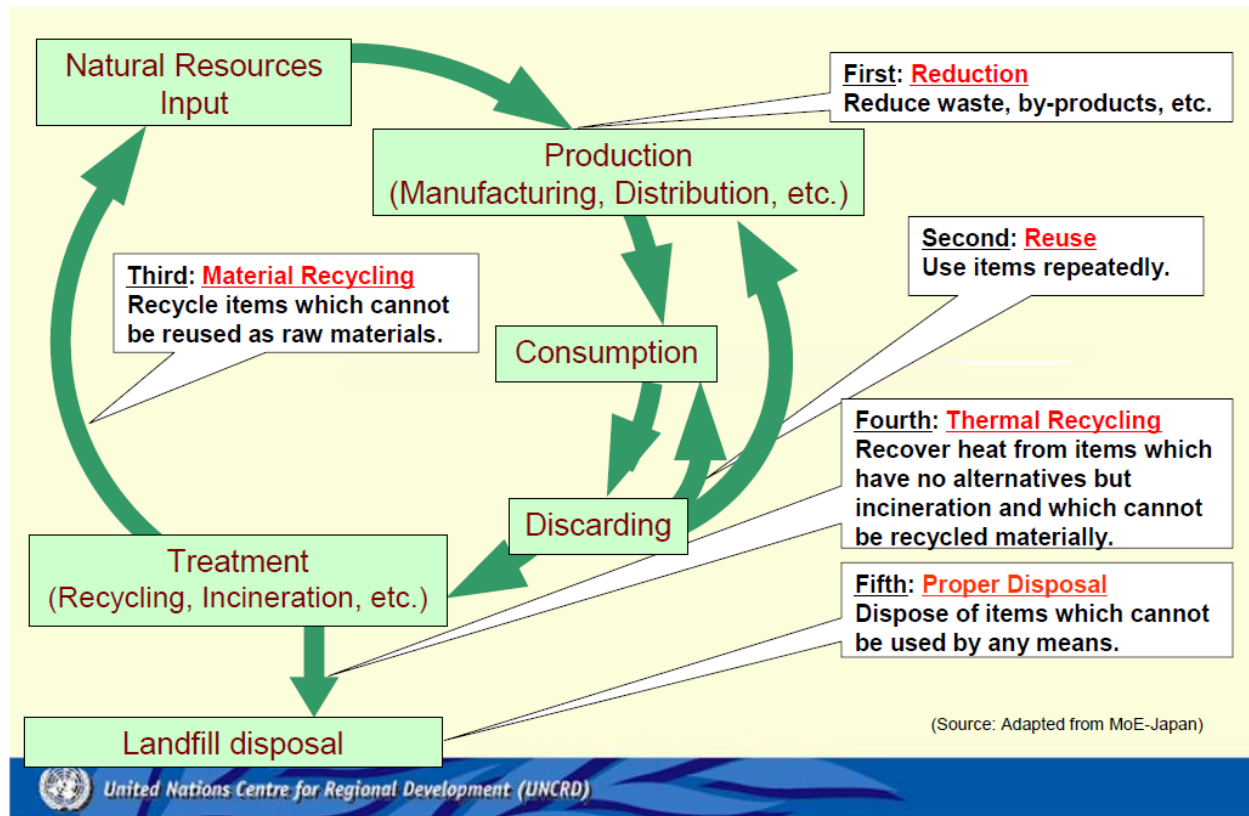 Natural Resources
Input
First: Reduction
Reduce waste, by-products, etc.
Production
(Manufacturing, Distribution, etc.)
Second: Reuse
Use items repeatedly.
Third: Material Recycling
Recycle items which cannot
be reused as raw materials.
Consumption
Fourth: Thermal Recycling
Recover heat from items which
have no alternatives but
incineration and which cannot
be recycled materially.
Discarding
Treatment
(Recycling, Incineration, etc.)
Fifth: Proper Disposal
Dispose of items which cannot
be used by any means.
Landfill disposal
(Source: Adapted from MoE-Japan)
United Nations Centre for Regional Development (UNCRD)